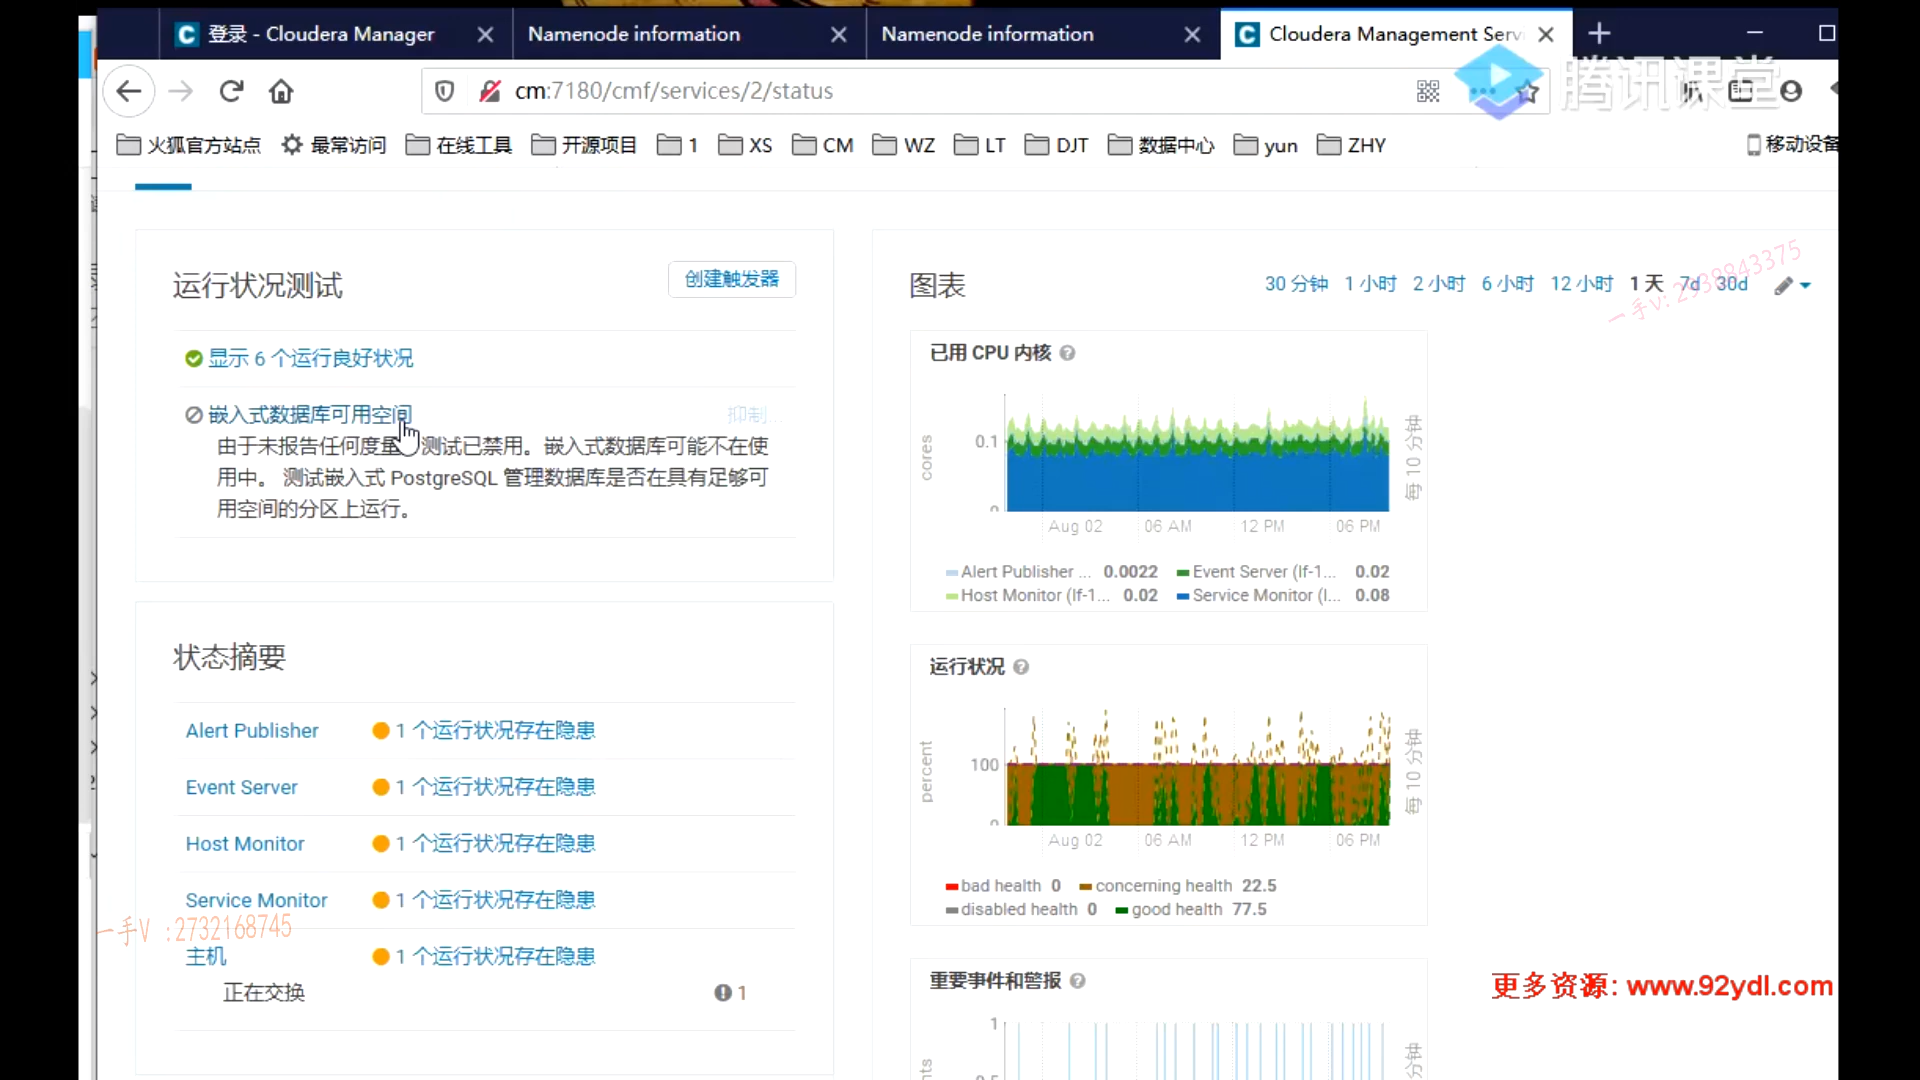 登录 - Cloudera Manager
Namenode information
Namenode information
Cloudera Management Serv
cm:7180/cmf/services/2/status
腾讯课堂
火狐官方站点 最常访问 在线工具 开源项目 1 XS CM WZ LT DJT 数据中心 yun ZHY 移动设备
运行状况测试
创建触发器
显示 6 个运行良好状况
嵌入式数据库可用空间 抑制...
由于未报告任何度量 测试已禁用。嵌入式数据库可能不在使
用中。 测试嵌入式 PostgreSQL 管理数据库是否在具有足够可
用空间的分区上运行。
状态摘要
Alert Publisher 1 个运行状况存在隐患
Event Server 1 个运行状况存在隐患
Host Monitor 1 个运行状况存在隐患
Service Monitor 1 个运行状况存在隐患
一手V :2732168745
主机 1 个运行状况存在隐患
正在交换 1
图表
30 分钟 1 小时 2 小时 6 小时 12 小时 1 天 7d 30d
一手V: 2939843375
已用 CPU 内核
cores
0.1
0
每 10 分钟
Aug 02 06 AM 12 PM 06 PM
Alert Publisher ... 0.0022 Event Server (lf-1... 0.02
Host Monitor (lf-1... 0.02 Service Monitor (l... 0.08
运行状况
percent
100
0
每 10 分钟
Aug 02 06 AM 12 PM 06 PM
bad health 0 concerning health 22.5
disabled health 0 good health 77.5
重要事件和警报
1
0.5
nts
分钟
更多资源: www.92ydl.com